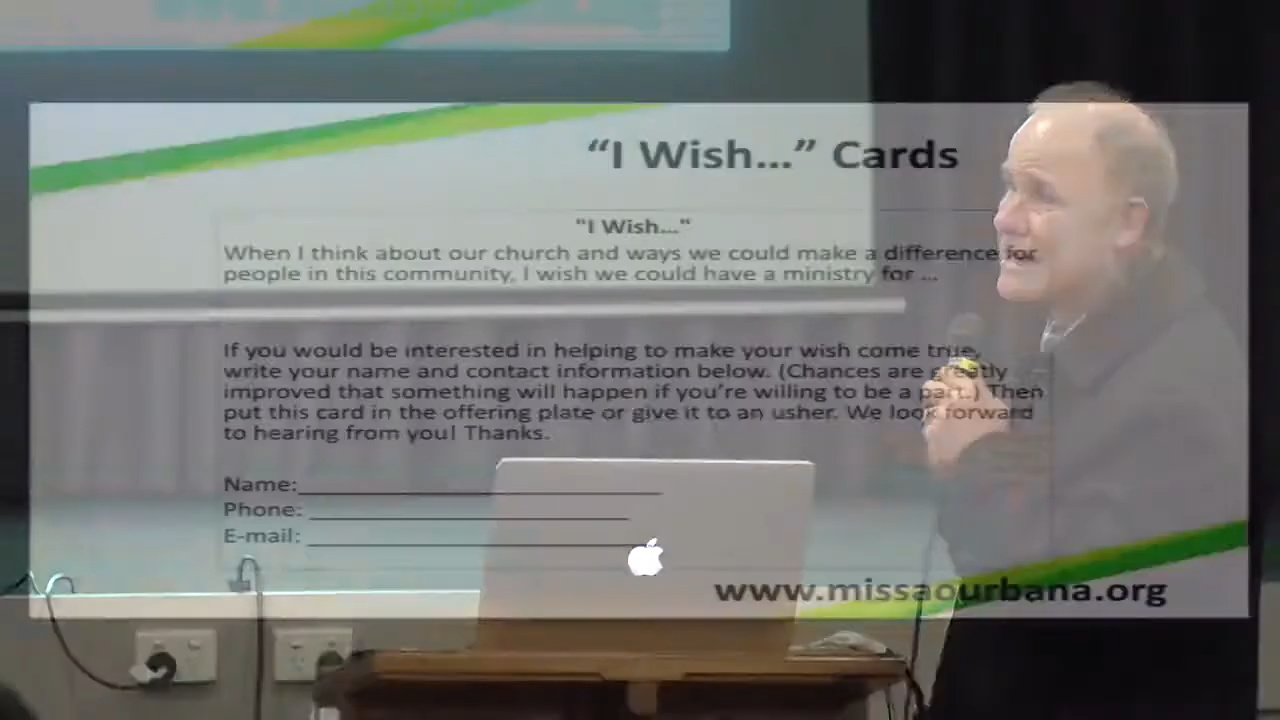 “I Wish...” Cards
"I Wish..."
When I think about our church and ways we could make a difference for
people in this community, I wish we could have a ministry for ...
If you would be interested in helping to make your wish come true,
write your name and contact information below. (Chances are greatly
improved that something will happen if you’re willing to be a part.) Then
put this card in the offering plate or give it to an usher. We look forward
to hearing from you! Thanks.
Name:
Phone:
E-mail:
www.missaourbana.org